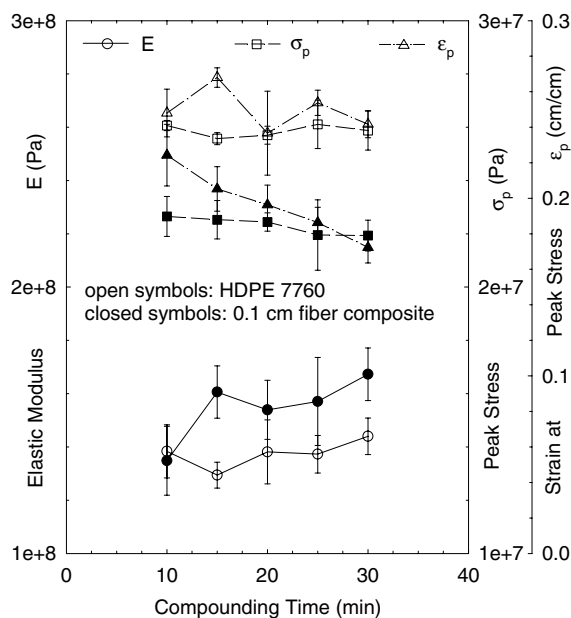 3e+8
2e+8
1e+8
Elastic Modulus E (Pa)
E
σp
εp
open symbols: HDPE 7760
closed symbols: 0.1 cm fiber composite
0
10
20
30
40
Compounding Time (min)
3e+7
2e+7
1e+7
Peak Stress σp (Pa)
0.3
0.2
0.1
0.0
Strain at Peak Stress εp (cm/cm)